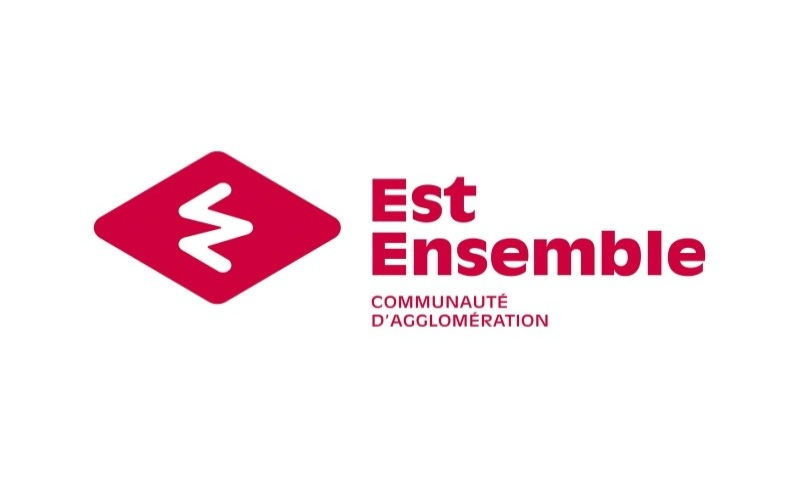 Est
Ensemble
COMMUNAUTÉ
D'AGGLOMÉRATION